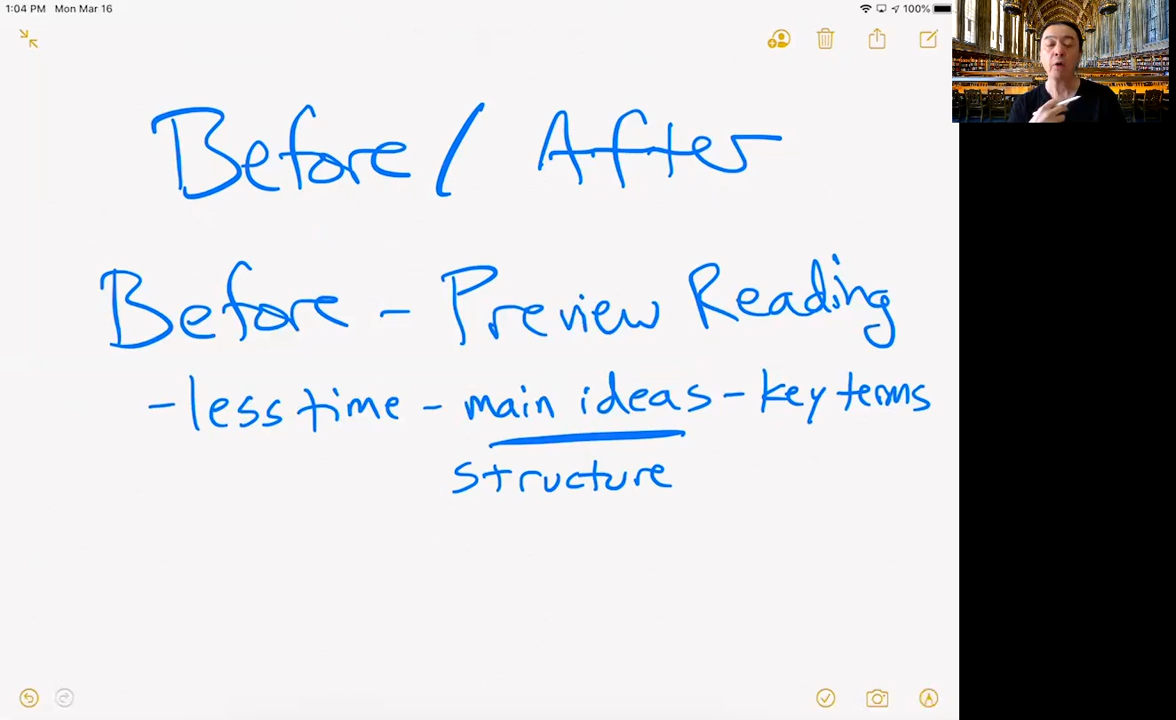 1:04 PM Mon Mar 16 100%
Before / After
Before - Preview Reading
- less time - main ideas - key terms
structure